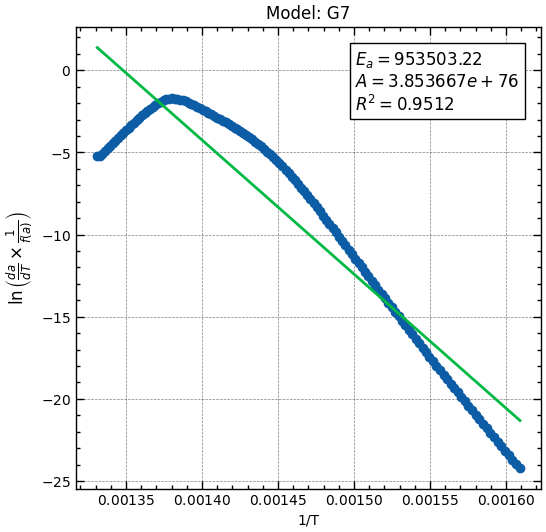 Model: G7
E_a = 953503.22
A = 3.853667e + 76
R^2 = 0.9512
0
−5
−10
−15
−20
−25
ln(da/dT × 1/f(a))
0.00135 0.00140 0.00145 0.00150 0.00155 0.00160
1/T